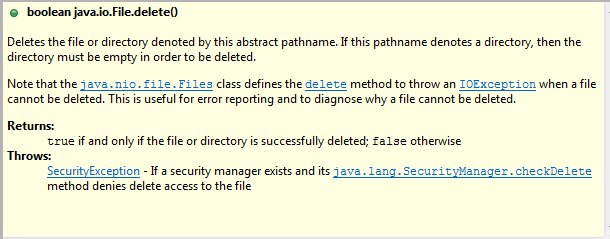 boolean java.io.File.delete()
Deletes the file or directory denoted by this abstract pathname. If this pathname denotes a directory, then the
directory must be empty in order to be deleted.
Note that the java.nio.file.Files class defines the delete method to throw an IOException when a file
cannot be deleted. This is useful for error reporting and to diagnose why a file cannot be deleted.
Returns:
true if and only if the file or directory is successfully deleted; false otherwise
Throws:
SecurityException - If a security manager exists and its java.lang.SecurityManager.checkDelete
method denies delete access to the file